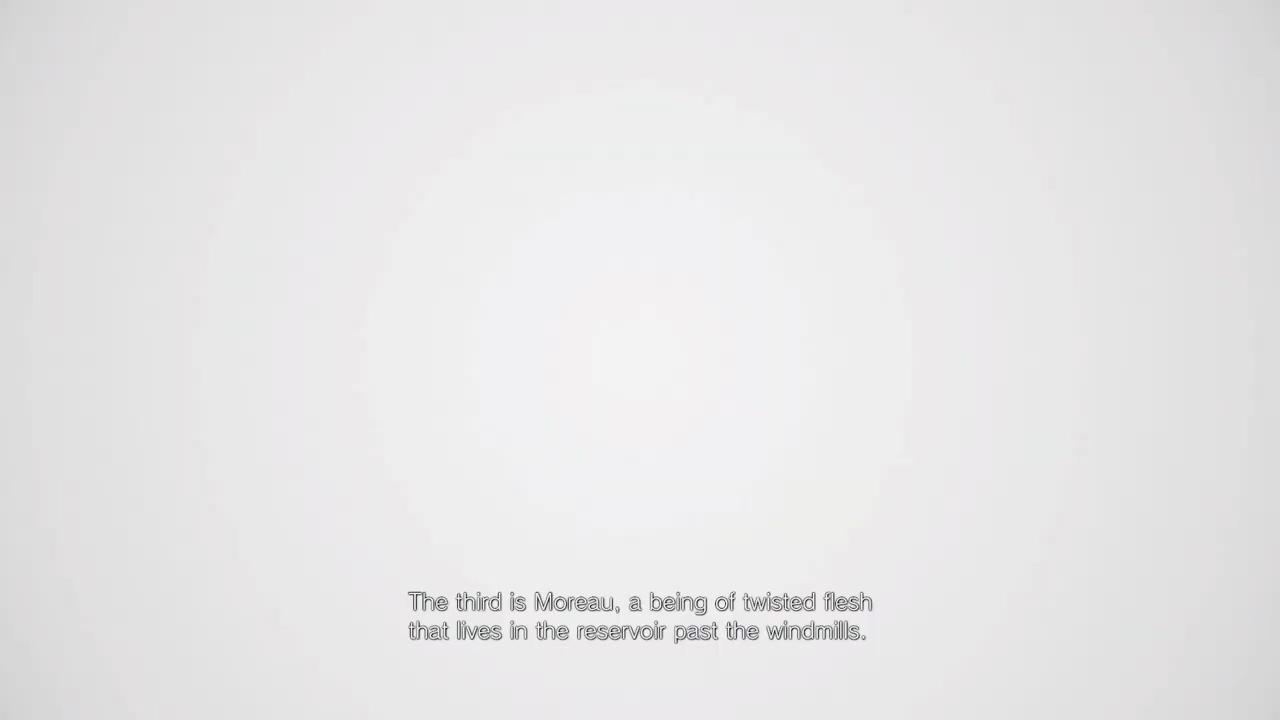 The third is Moreau, a being of twisted flesh
that lives in the reservoir past the windmills.